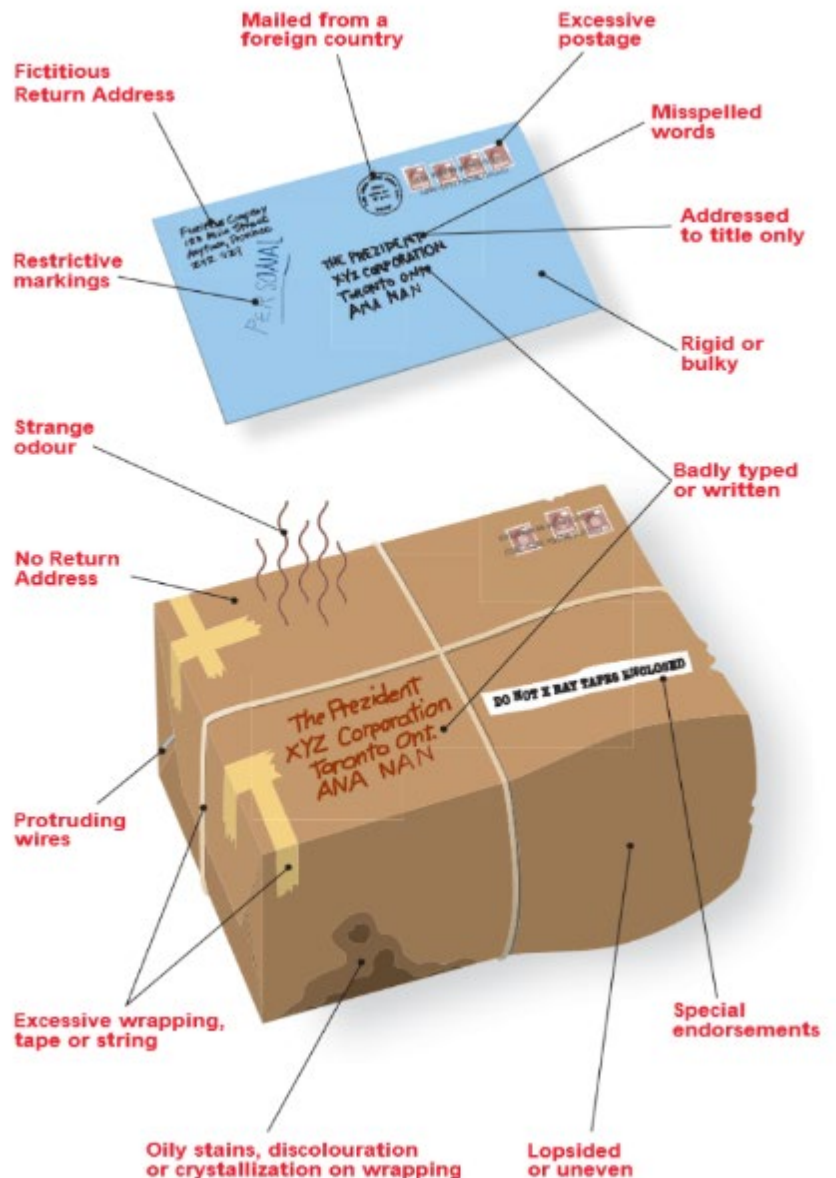 Mailed from a
foreign country
Excessive
postage
Fictitious
Return Address
Misspelled
words
Addressed
to title only
Restrictive
markings
Rigid or
bulky
PERSONAL
THE PREZIDENT
XYZ CORPORATION
TORONTO ONT
ANA NAN
Strange
odour
Badly typed
or written
No Return
Address
DO NOT X RAY TAPES ENCLOSED
The Prezident
XYZ Corporation
Toronto Ont.
ANA NAN
Protruding
wires
Excessive wrapping,
tape or string
Special
endorsements
Oily stains, discolouration
or crystallization on wrapping
Lopsided
or uneven